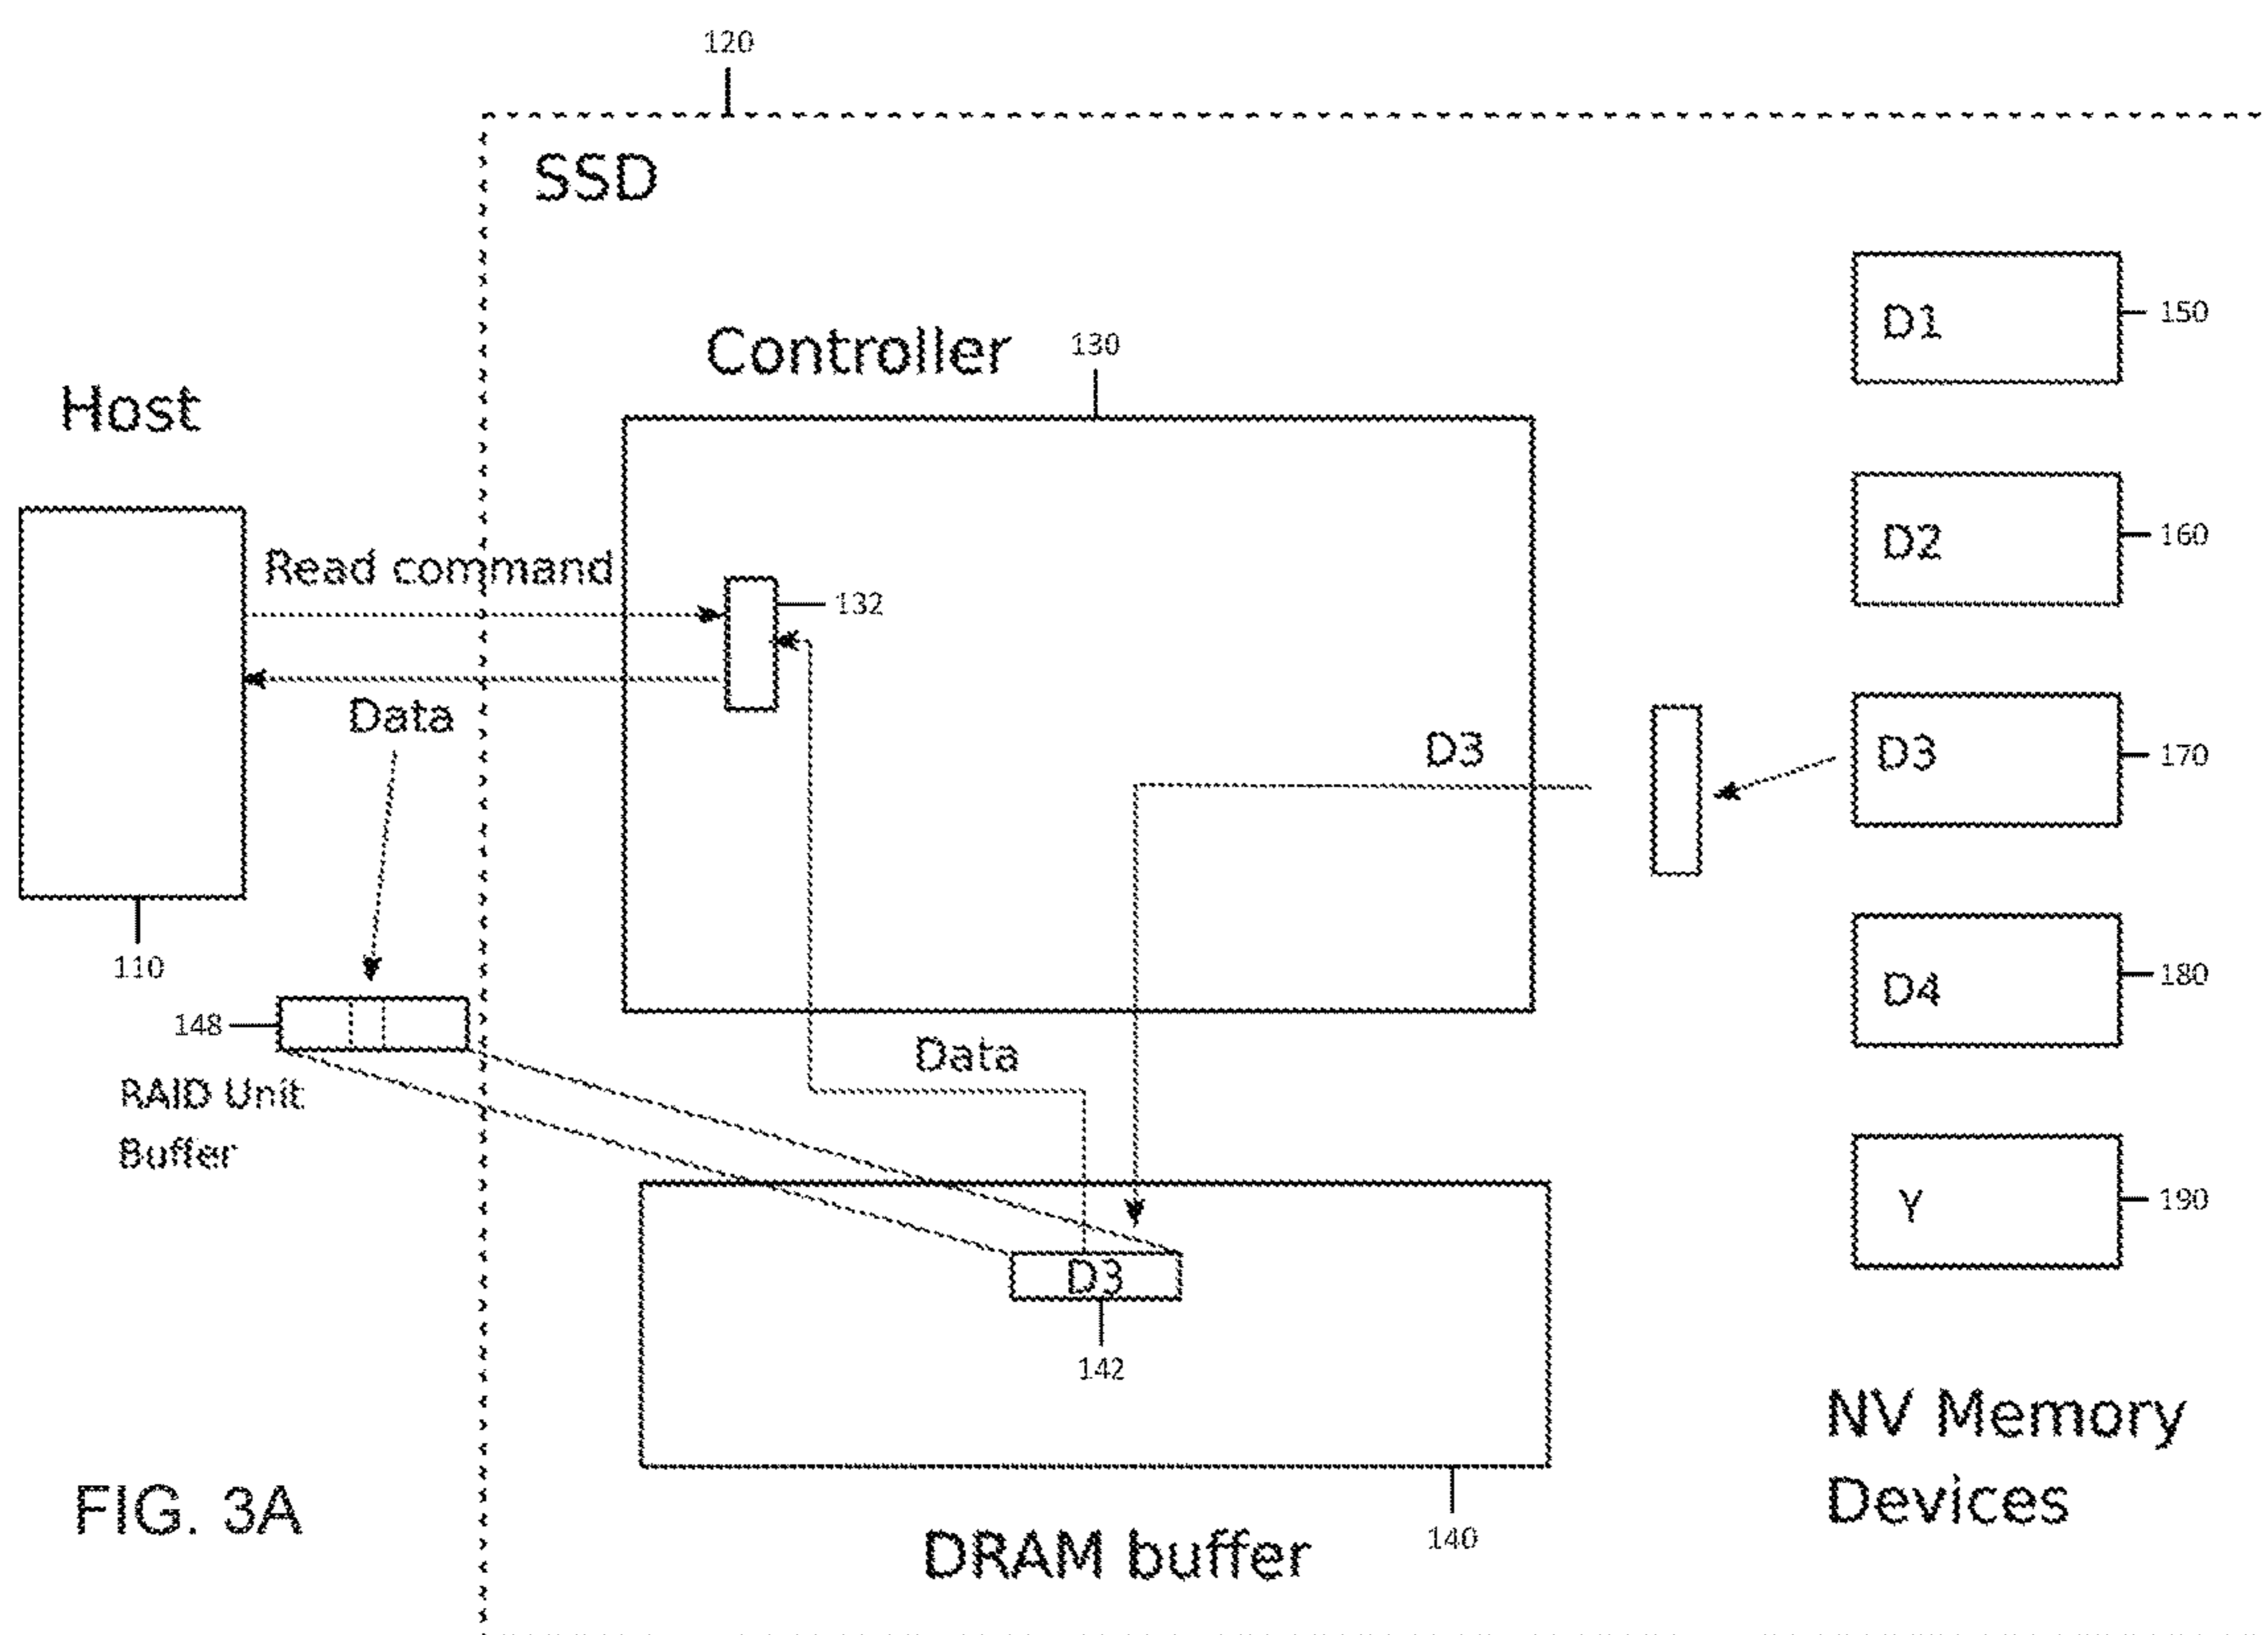 120
SSD
Controller
130
Host
Read command
132
Data
D3
D1
150
D2
160
D3
170
D4
180
Y
190
110
148
RAID Unit
Buffer
Data
D3
142
NV Memory
Devices
FIG. 3A
DRAM buffer
140